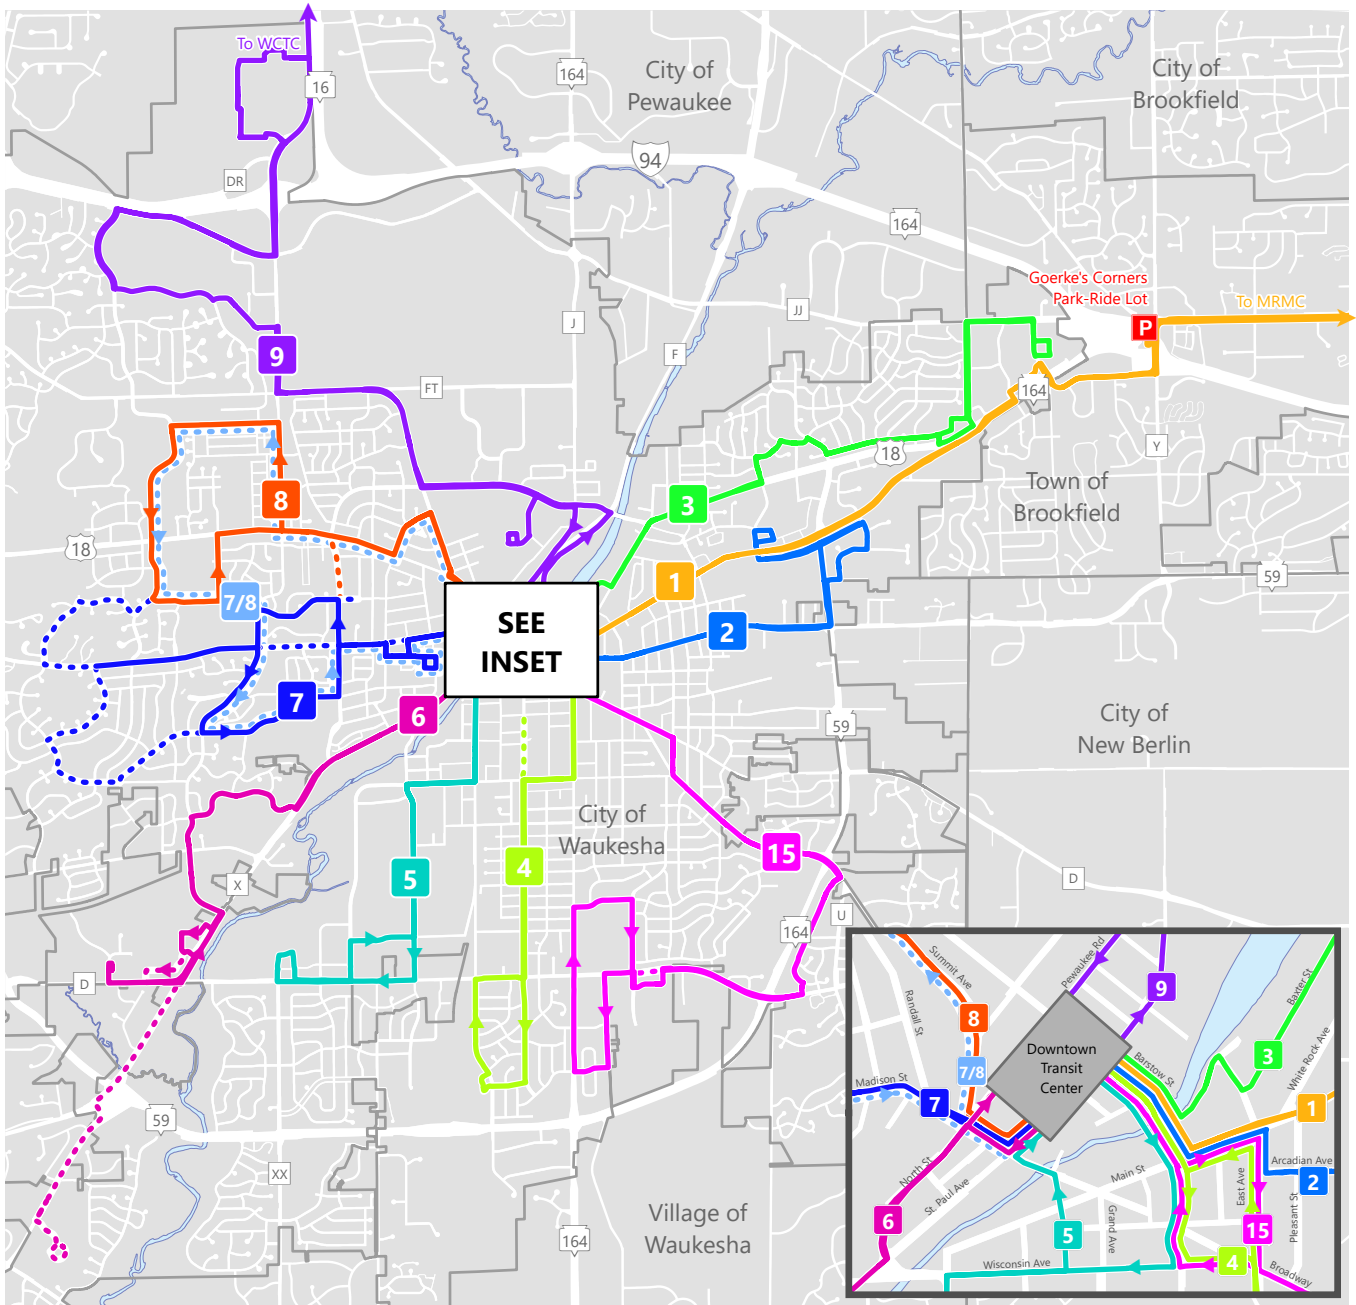 To WCTC
16
164
City of
Pewaukee
City of
Brookfield
94
DR
164
Goerke's Corners
Park-Ride Lot
To MRMC
P
J
JJ
F
9
FT
164
18
Y
8
3
Town of
Brookfield
18
7/8
1
59
SEE
INSET
2
7
6
59
City of
New Berlin
City of
Waukesha
15
4
5
X
D
U
164
D
59
XX
Village of
Waukesha
164
Summit Ave
Pewaukee Rd
9
Baxter St
Randall St
8
Downtown
Transit
Center
Barstow St
3
White Rock Ave
7/8
Madison St
7
1
North St
St. Paul Ave
Main St
East Ave
Arcadian Ave
2
Pleasant St
6
5
Grand Ave
15
4
Wisconsin Ave
Broadway